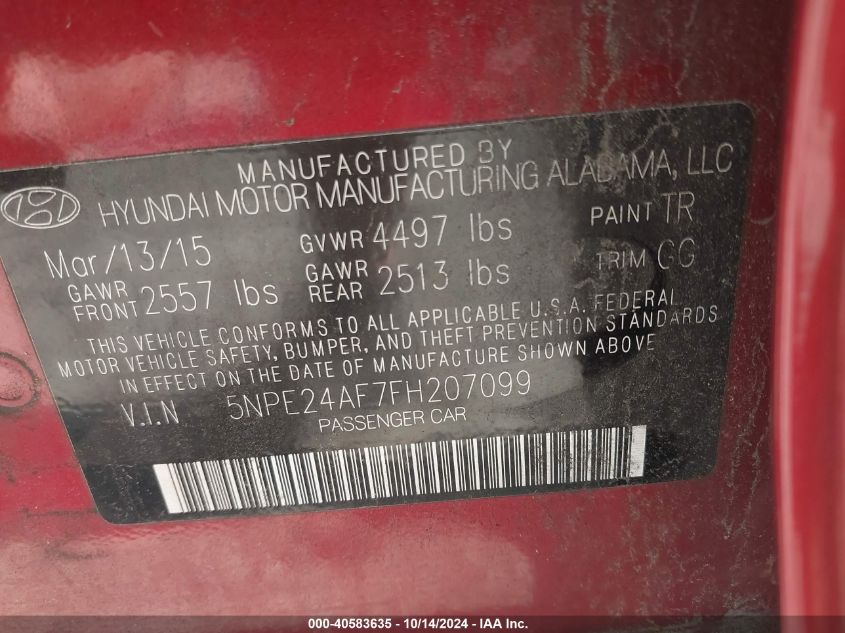 MANUFACTURED BY
HYUNDAI MOTOR MANUFACTURING ALABAMA, LLC
Mar/13/15 GVWR 4497 lbs PAINT TR
GAWR FRONT 2557 lbs GAWR REAR 2513 lbs TRIM CG
THIS VEHICLE CONFORMS TO ALL APPLICABLE U.S.A. FEDERAL
MOTOR VEHICLE SAFETY, BUMPER, AND THEFT PREVENTION STANDARDS
IN EFFECT ON THE DATE OF MANUFACTURE SHOWN ABOVE
V.I.N 5NPE24AF7FH207099
PASSENGER CAR
000-40583635 - 10/14/2024 - IAA Inc.